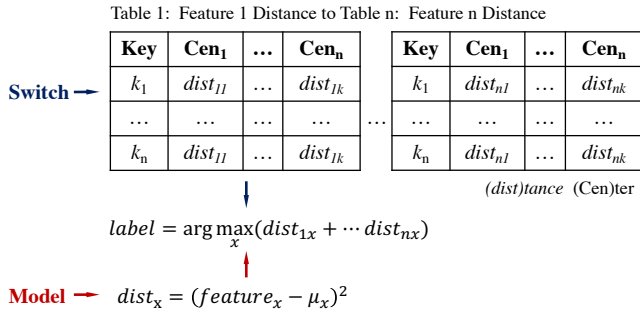 Table 1:  Feature 1 Distance to Table n:  Feature n Distance
Key Cen₁ … Cenₙ Key Cen₁ … Cenₙ
Switch k₁ dist₁₁ … dist₁ₖ k₁ distₙ₁ … distₙₖ
… … … … … … … … …
kₙ dist₁₁ … dist₁ₖ kₙ distₙ₁ … distₙₖ
(dist)tance (Cen)ter
label = arg maxₓ(dist₁ₓ + ⋯ distₙₓ)
Model distₓ = (featureₓ − μₓ)²